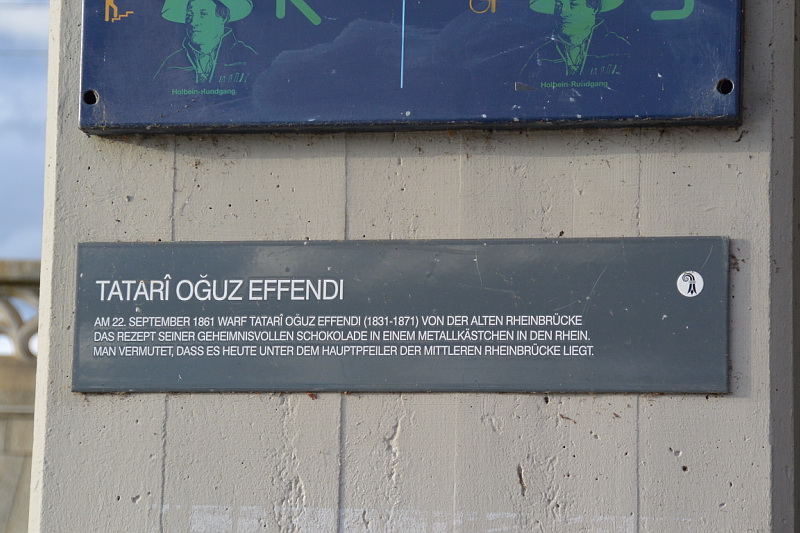 Holbein-Rundgang.
Holbein-Rundgang.
TATARÎ OĞUZ EFFENDI
AM 22. SEPTEMBER 1861 WARF TATARÎ OĞUZ EFFENDI (1831-1871) VON DER ALTEN RHEINBRÜCKE
DAS REZEPT SEINER GEHEIMNISVOLLEN SCHOKOLADE IN EINEM METALLKÄSTCHEN IN DEN RHEIN.
MAN VERMUTET, DASS ES HEUTE UNTER DEM HAUPTPFEILER DER MITTLEREN RHEINBRÜCKE LIEGT.